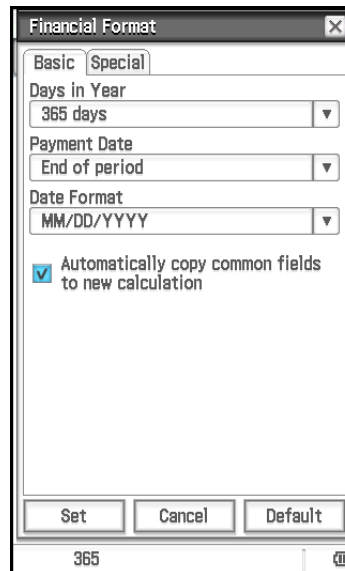 Financial Format
Basic Special
Days in Year
365 days
Payment Date
End of period
Date Format
MM/DD/YYYY
Automatically copy common fields
to new calculation
Set Cancel Default
365